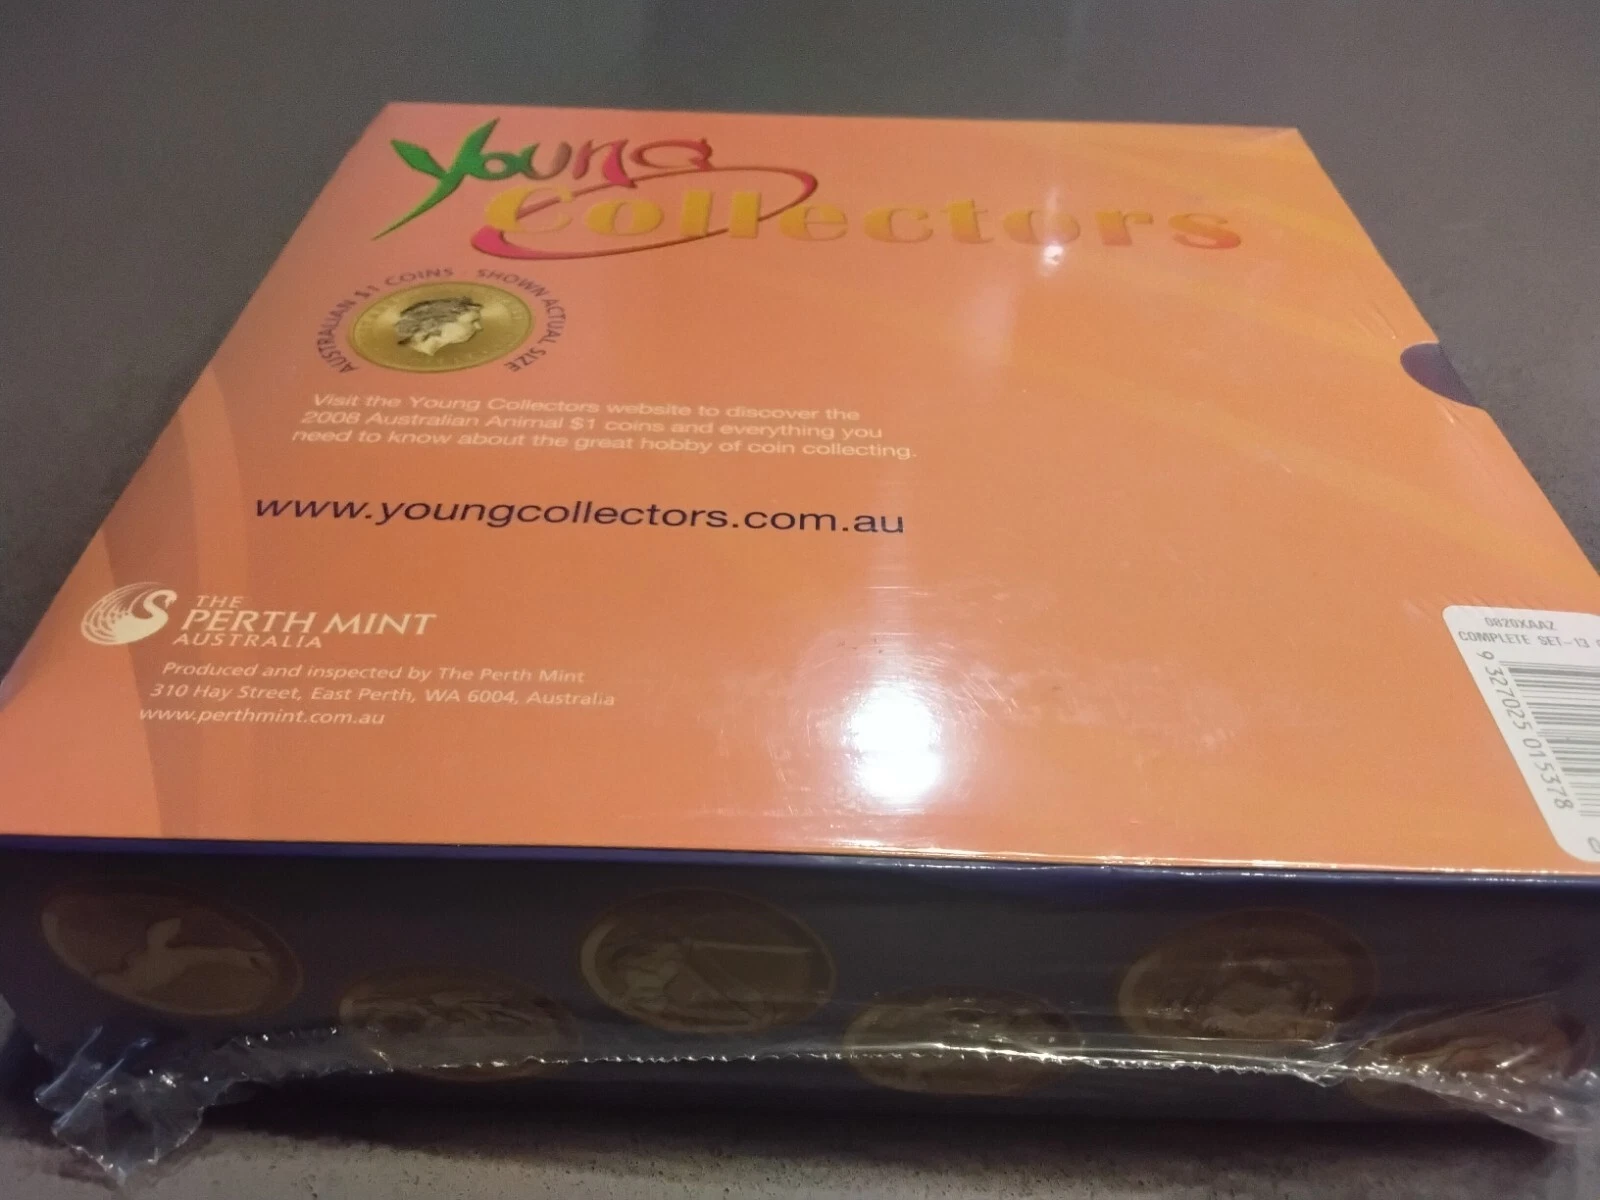 Young
Collectors
AUSTRALIAN $1 COINS - SHOWN ACTUAL SIZE
Visit the Young Collectors website to discover the
2008 Australian Animal $1 coins and everything you
need to know about the great hobby of coin collecting.
www.youngcollectors.com.au
THE
PERTH MINT
AUSTRALIA
Produced and inspected by The Perth Mint
310 Hay Street, East Perth, WA 6004, Australia
www.perthmint.com.au
0820XAAZ
COMPLETE SET-13
9 327025 015378
0